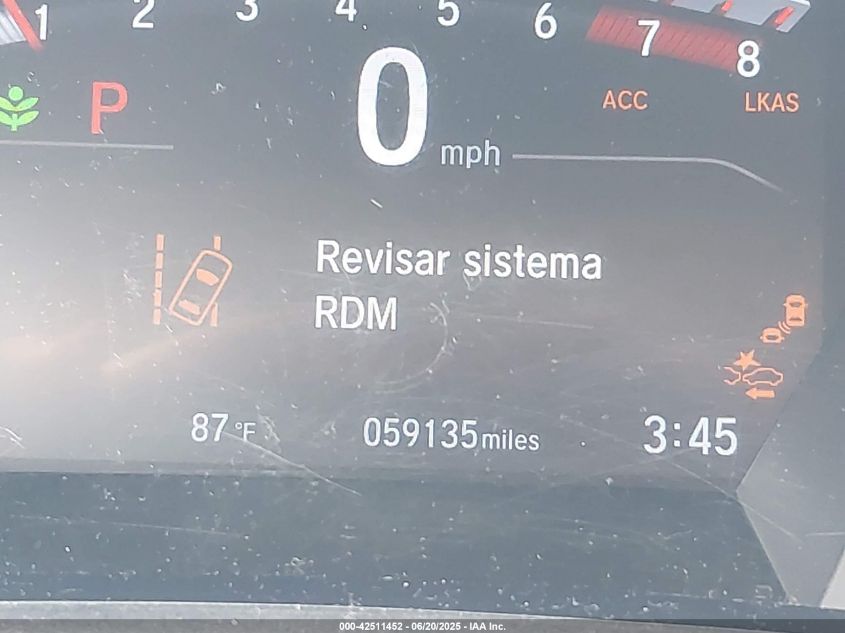 1 2 3 4 5 6 7 8
P 0 mph ACC LKAS
Revisar sistema
RDM
87°F 059135 miles 3:45
000-42511452 - 06/20/2025 - IAA Inc.